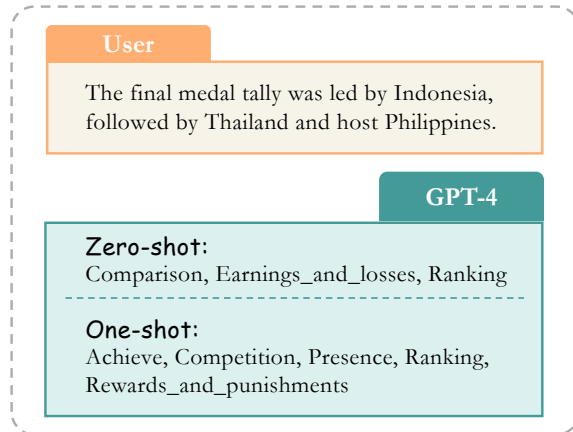 User
The final medal tally was led by Indonesia,
followed by Thailand and host Philippines.
GPT-4
Zero-shot:
Comparison, Earnings_and_losses, Ranking
One-shot:
Achieve, Competition, Presence, Ranking,
Rewards_and_punishments